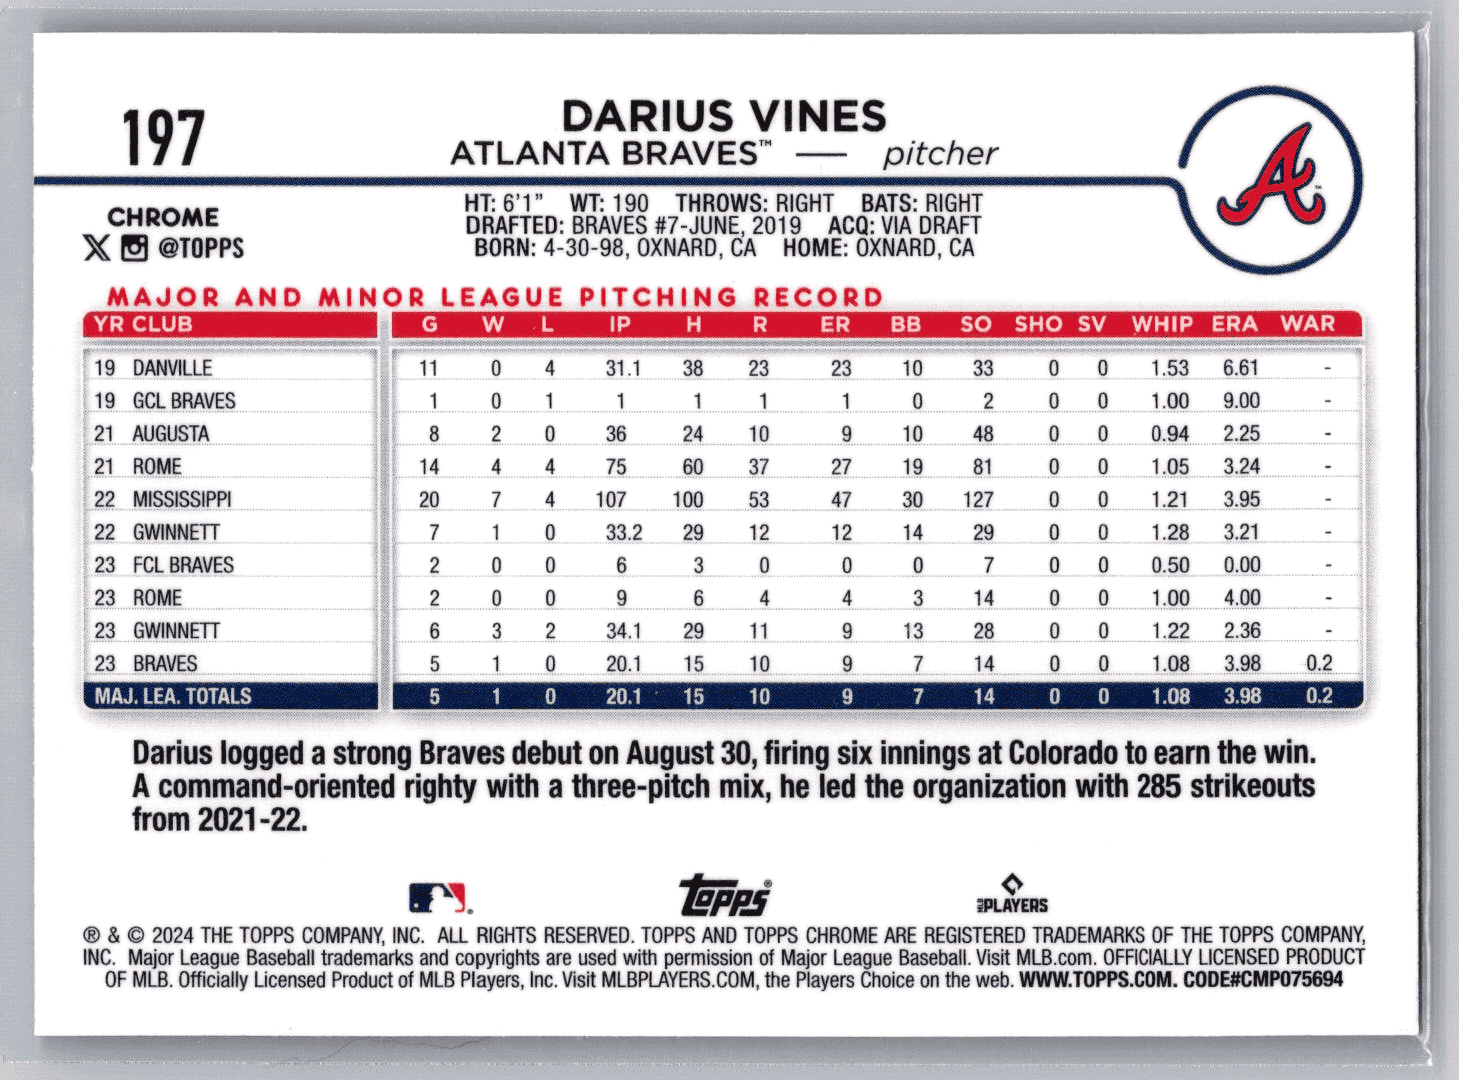 197
DARIUS VINES
ATLANTA BRAVES™ — pitcher
A
CHROME
X @TOPPS
HT: 6'1" WT: 190 THROWS: RIGHT BATS: RIGHT
DRAFTED: BRAVES #7-JUNE, 2019 ACQ: VIA DRAFT
BORN: 4-30-98, OXNARD, CA HOME: OXNARD, CA
MAJOR AND MINOR LEAGUE PITCHING RECORD
YR CLUB G W L IP H R ER BB SO SHO SV WHIP ERA WAR
19 DANVILLE 11 0 4 31.1 38 23 23 10 33 0 0 1.53 6.61 -
19 GCL BRAVES 1 0 1 1 1 1 1 0 2 0 0 1.00 9.00 -
21 AUGUSTA 8 2 0 36 24 10 9 10 48 0 0 0.94 2.25 -
21 ROME 14 4 4 75 60 37 27 19 81 0 0 1.05 3.24 -
22 MISSISSIPPI 20 7 4 107 100 53 47 30 127 0 0 1.21 3.95 -
22 GWINNETT 7 1 0 33.2 29 12 12 14 29 0 0 1.28 3.21 -
23 FCL BRAVES 2 0 0 6 3 0 0 0 7 0 0 0.50 0.00 -
23 ROME 2 0 0 9 6 4 4 3 14 0 0 1.00 4.00 -
23 GWINNETT 6 3 2 34.1 29 11 9 13 28 0 0 1.22 2.36 -
23 BRAVES 5 1 0 20.1 15 10 9 7 14 0 0 1.08 3.98 0.2
MAJ. LEA. TOTALS 5 1 0 20.1 15 10 9 7 14 0 0 1.08 3.98 0.2
Darius logged a strong Braves debut on August 30, firing six innings at Colorado to earn the win.
A command-oriented righty with a three-pitch mix, he led the organization with 285 strikeouts
from 2021-22.
topps®
MLB PLAYERS
® & © 2024 THE TOPPS COMPANY, INC. ALL RIGHTS RESERVED. TOPPS AND TOPPS CHROME ARE REGISTERED TRADEMARKS OF THE TOPPS COMPANY,
INC. Major League Baseball trademarks and copyrights are used with permission of Major League Baseball. Visit MLB.com. OFFICIALLY LICENSED PRODUCT
OF MLB. Officially Licensed Product of MLB Players, Inc. Visit MLBPLAYERS.COM, the Players Choice on the web. WWW.TOPPS.COM. CODE#CMP075694